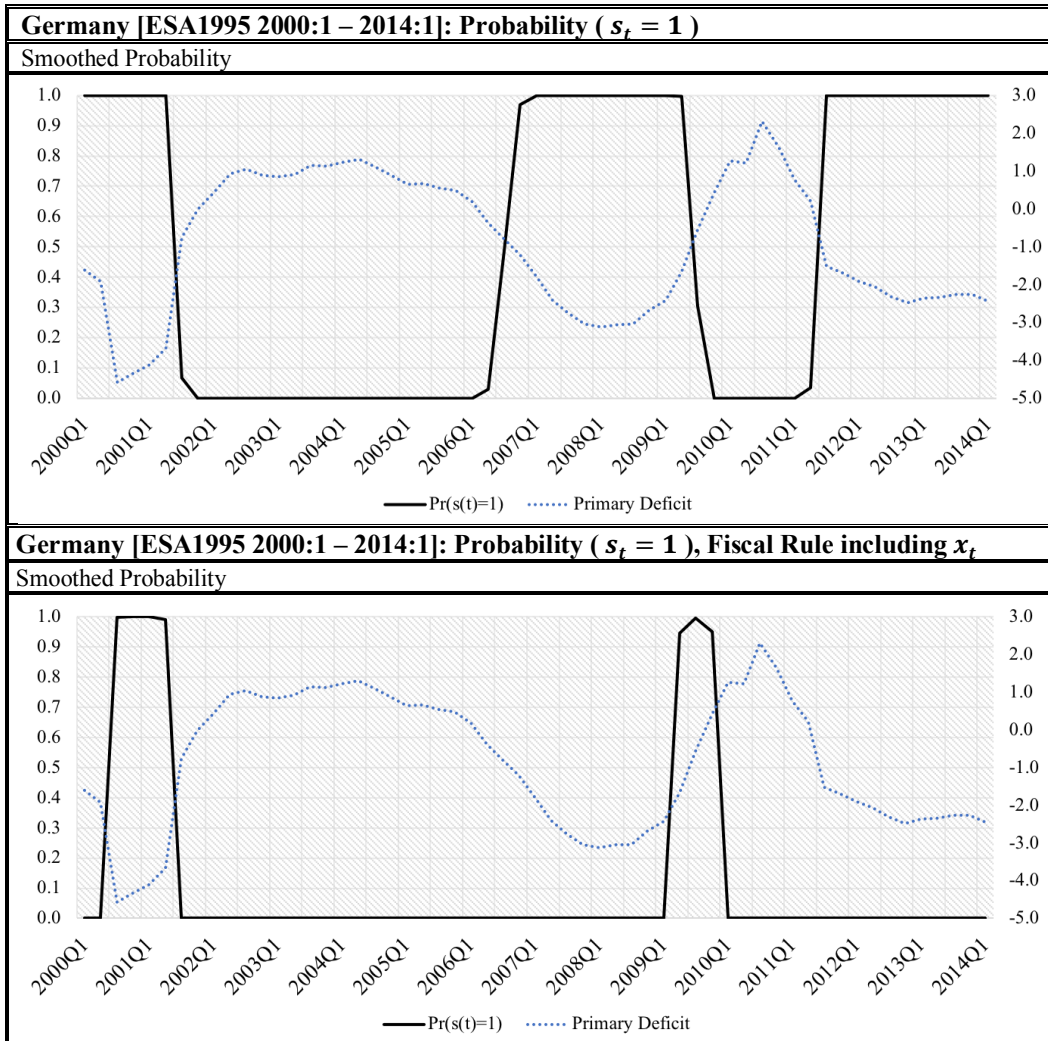 Germany [ESA1995 2000:1 – 2014:1]: Probability ( sₜ = 1 )
Smoothed Probability
1.0 3.0
0.9 2.0
0.8 1.0
0.7 0.0
0.6 -1.0
0.5 -2.0
0.4 -3.0
0.3 -4.0
0.2 -5.0
0.1
0.0
2000Q1 2001Q1 2002Q1 2003Q1 2004Q1 2005Q1 2006Q1 2007Q1 2008Q1 2009Q1 2010Q1 2011Q1 2012Q1 2013Q1 2014Q1
Pr(s(t)=1) Primary Deficit
Germany [ESA1995 2000:1 – 2014:1]: Probability ( sₜ = 1 ), Fiscal Rule including xₜ
Smoothed Probability
1.0 3.0
0.9 2.0
0.8 1.0
0.7 0.0
0.6 -1.0
0.5 -2.0
0.4 -3.0
0.3 -4.0
0.2 -5.0
0.1
0.0
2000Q1 2001Q1 2002Q1 2003Q1 2004Q1 2005Q1 2006Q1 2007Q1 2008Q1 2009Q1 2010Q1 2011Q1 2012Q1 2013Q1 2014Q1
Pr(s(t)=1) Primary Deficit